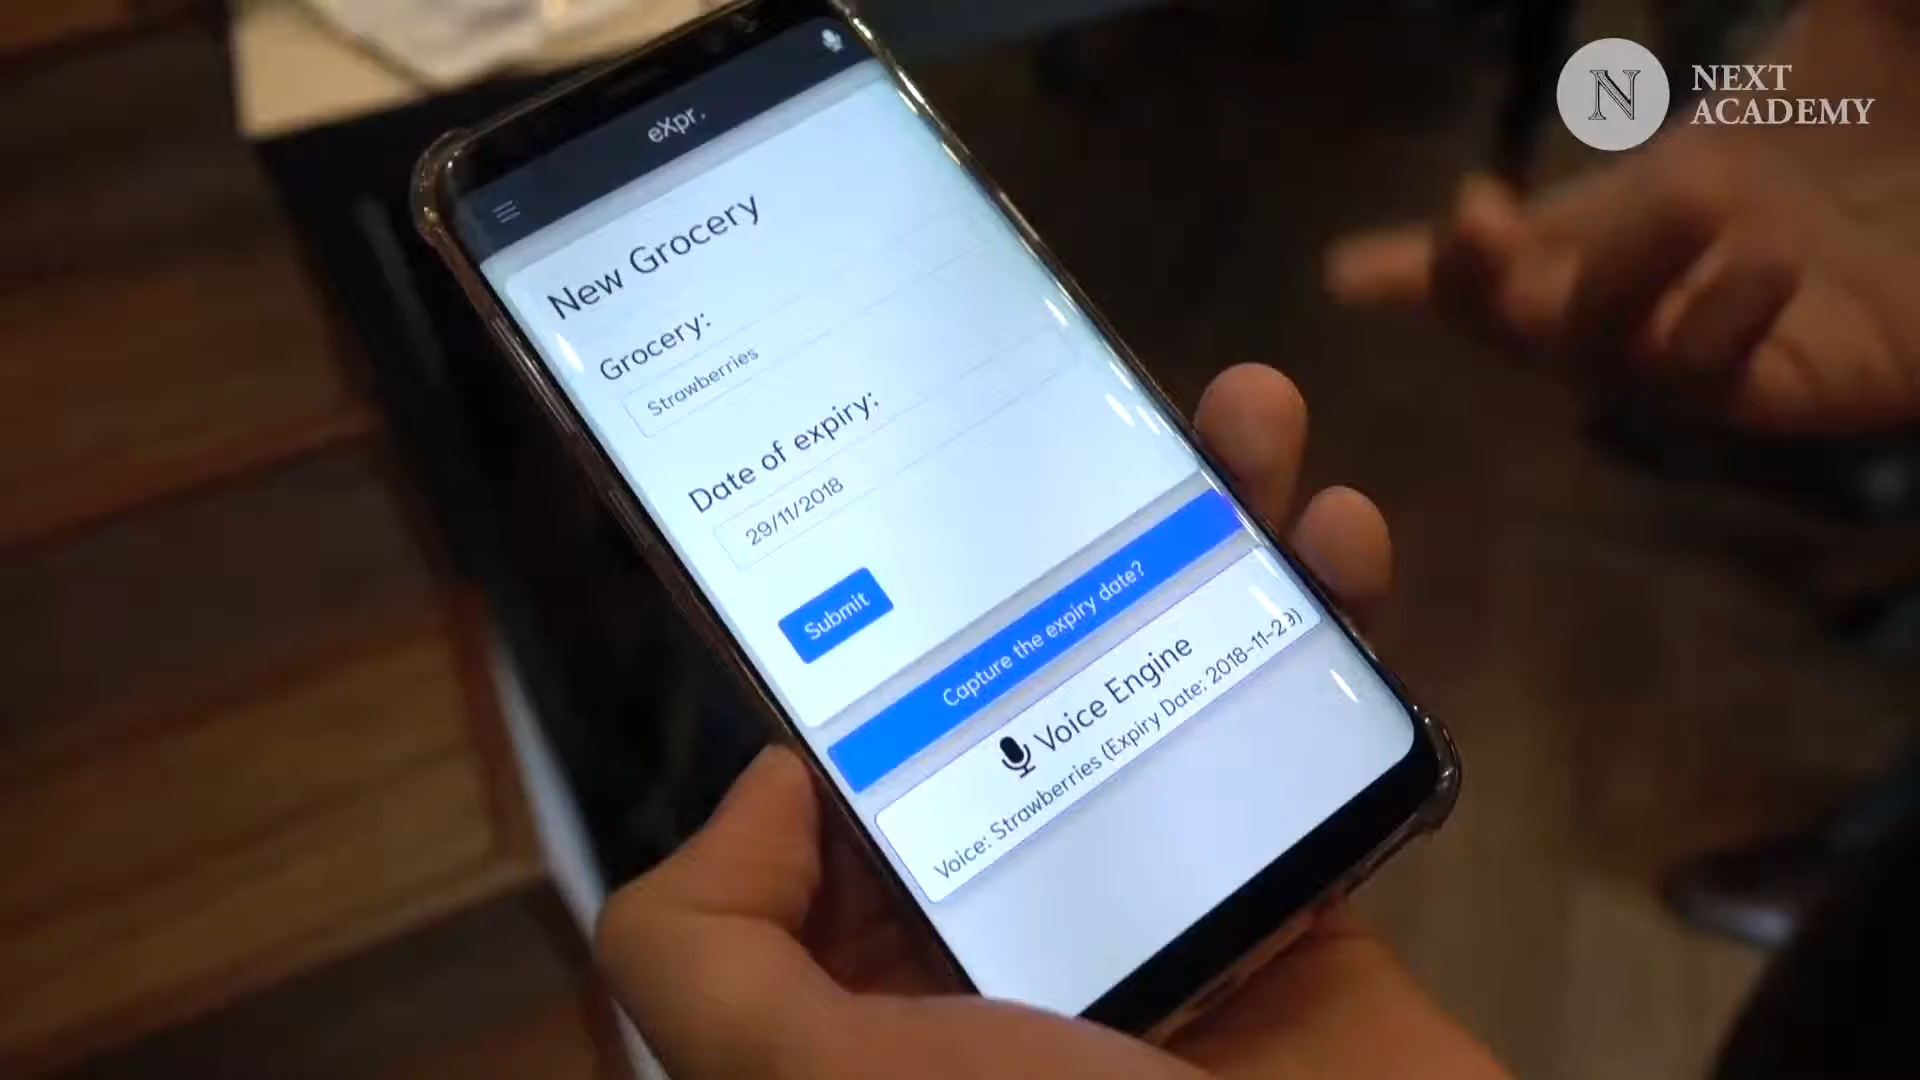 NEXT
ACADEMY
eXpr.
New Grocery
Grocery:
Strawberries
Date of expiry:
29/11/2018
Submit
Capture the expiry date?
Voice Engine
Voice: Strawberries (Expiry Date: 2018-11-29)